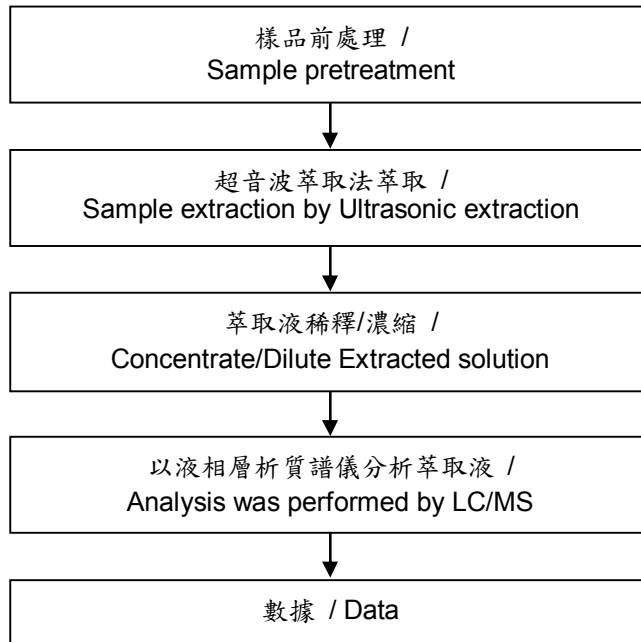 樣品前處理 /
Sample pretreatment
超音波萃取法萃取 /
Sample extraction by Ultrasonic extraction
萃取液稀釋/濃縮 /
Concentrate/Dilute Extracted solution
以液相層析質譜儀分析萃取液 /
Analysis was performed by LC/MS
數據 / Data